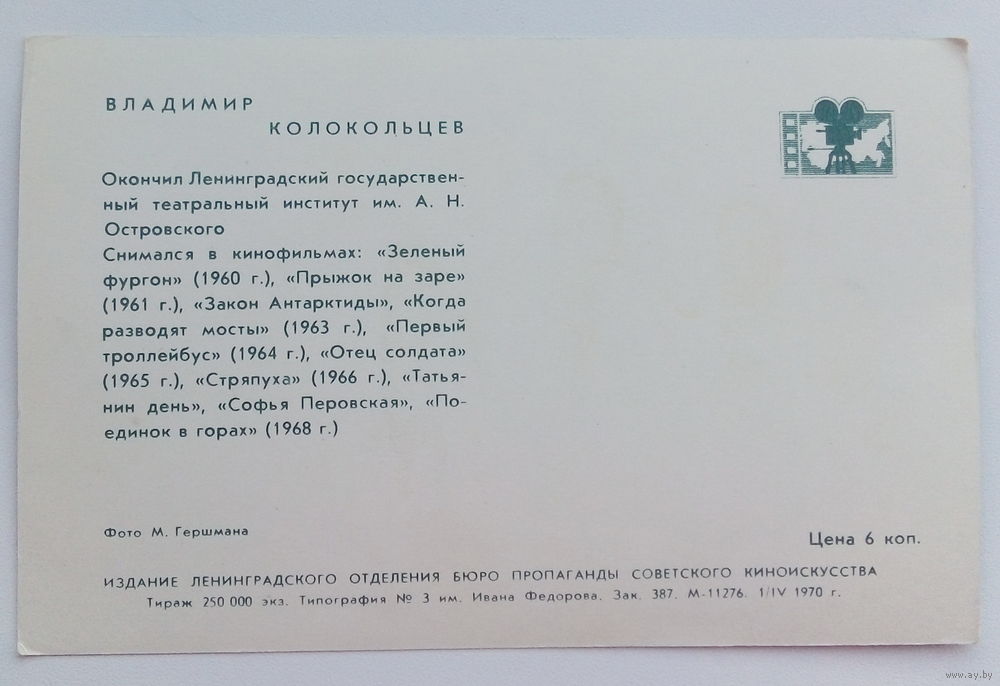 ВЛАДИМИР
КОЛОКОЛЬЦЕВ
Окончил Ленинградский государствен-
ный театральный институт им. А. Н.
Островского
Снимался в кинофильмах: «Зеленый
фургон» (1960 г.), «Прыжок на заре»
(1961 г.), «Закон Антарктиды», «Когда
разводят мосты» (1963 г.), «Первый
троллейбус» (1964 г.), «Отец солдата»
(1965 г.), «Стряпуха» (1966 г.), «Татья-
нин день», «Софья Перовская», «По-
единок в горах» (1968 г.)
Фото М. Гершмана
Цена 6 коп.
ИЗДАНИЕ ЛЕНИНГРАДСКОГО ОТДЕЛЕНИЯ БЮРО ПРОПАГАНДЫ СОВЕТСКОГО КИНОИСКУССТВА
Тираж 250 000 экз. Типография № 3 им. Ивана Федорова. Зак. 387. М-11276. 1/IV 1970 г.
www.ay.by